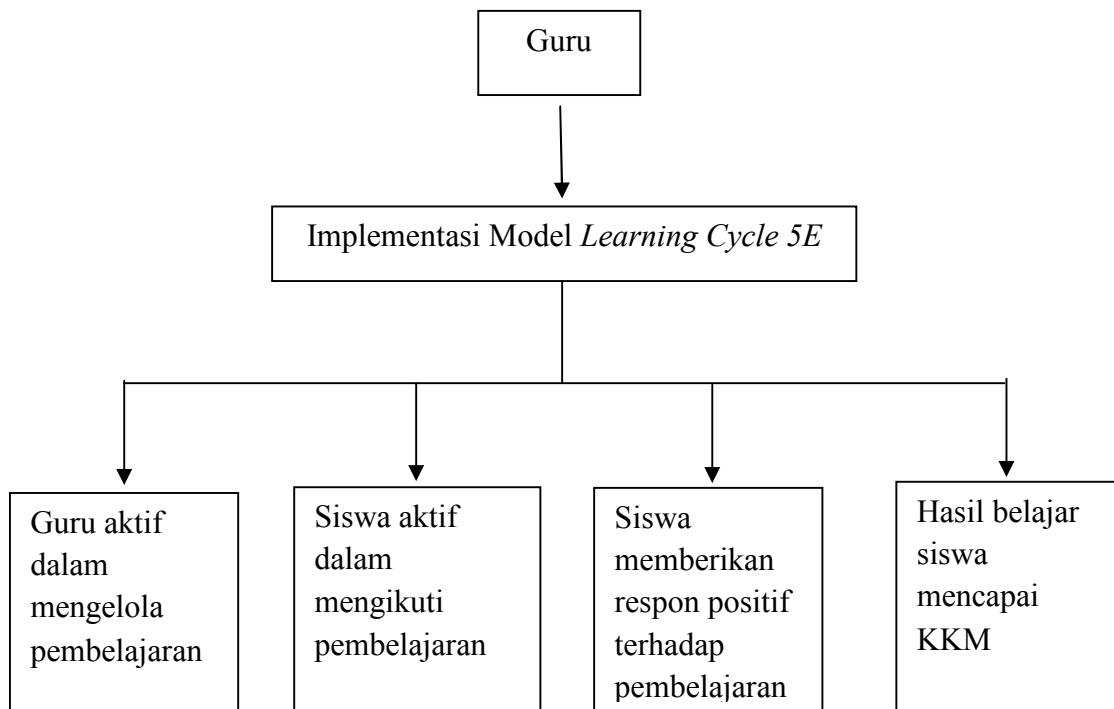 Guru
Implementasi Model Learning Cycle 5E
Guru aktif
dalam
mengelola
pembelajaran
Siswa aktif
dalam
mengikuti
pembelajaran
Siswa
memberikan
respon positif
terhadap
pembelajaran
Hasil belajar
siswa
mencapai
KKM